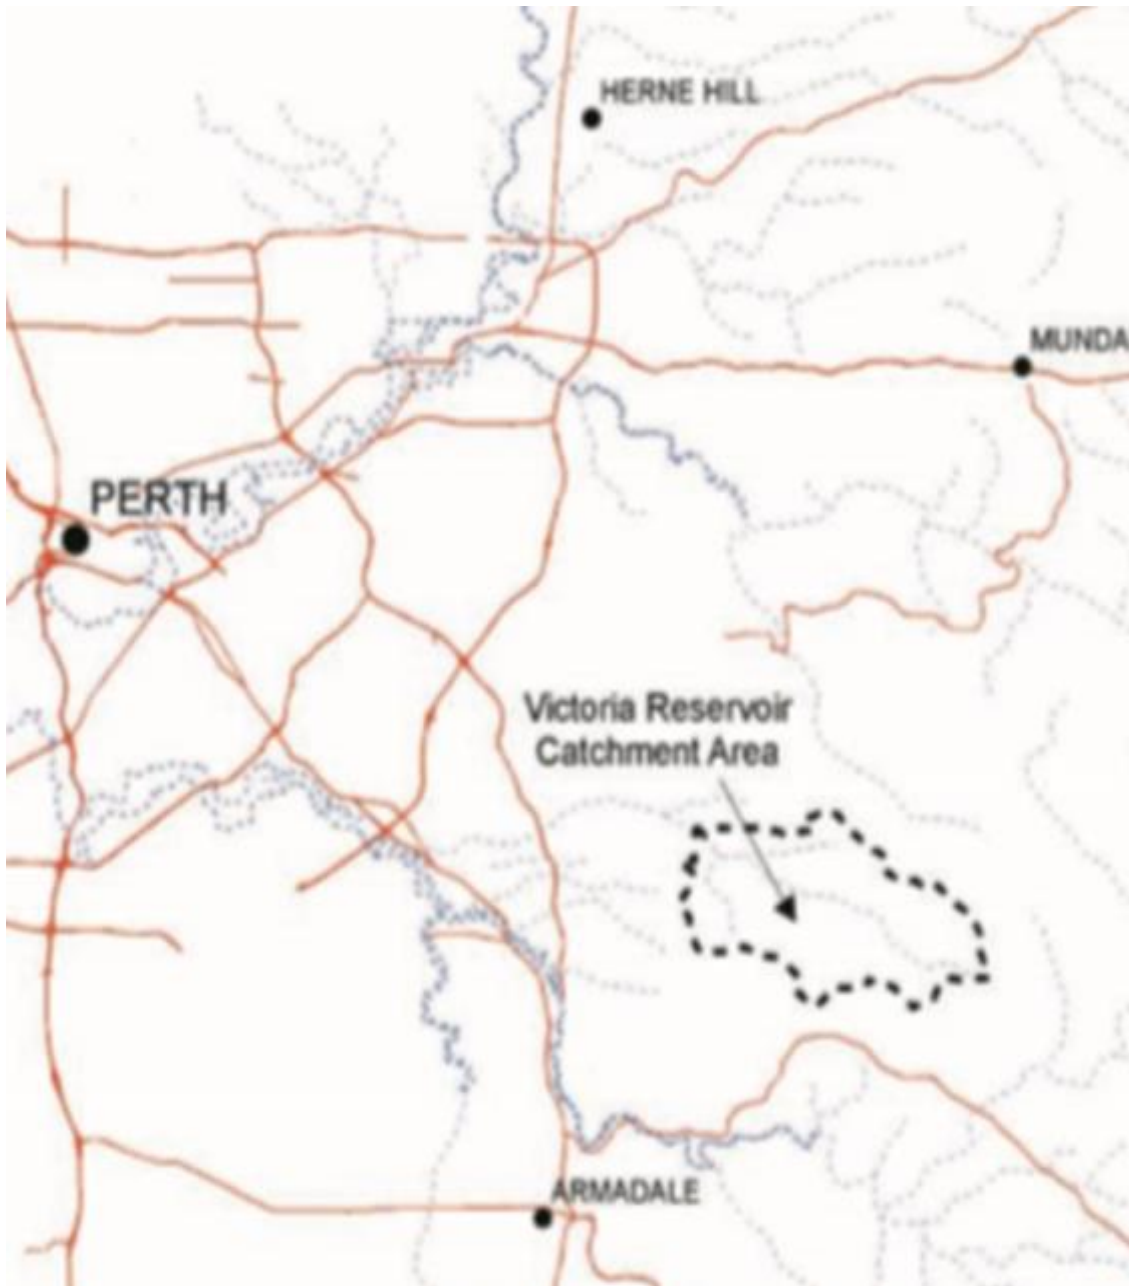 HERNE HILL
MUNDA
PERTH
Victoria Reservoir
Catchment Area
ARMADALE